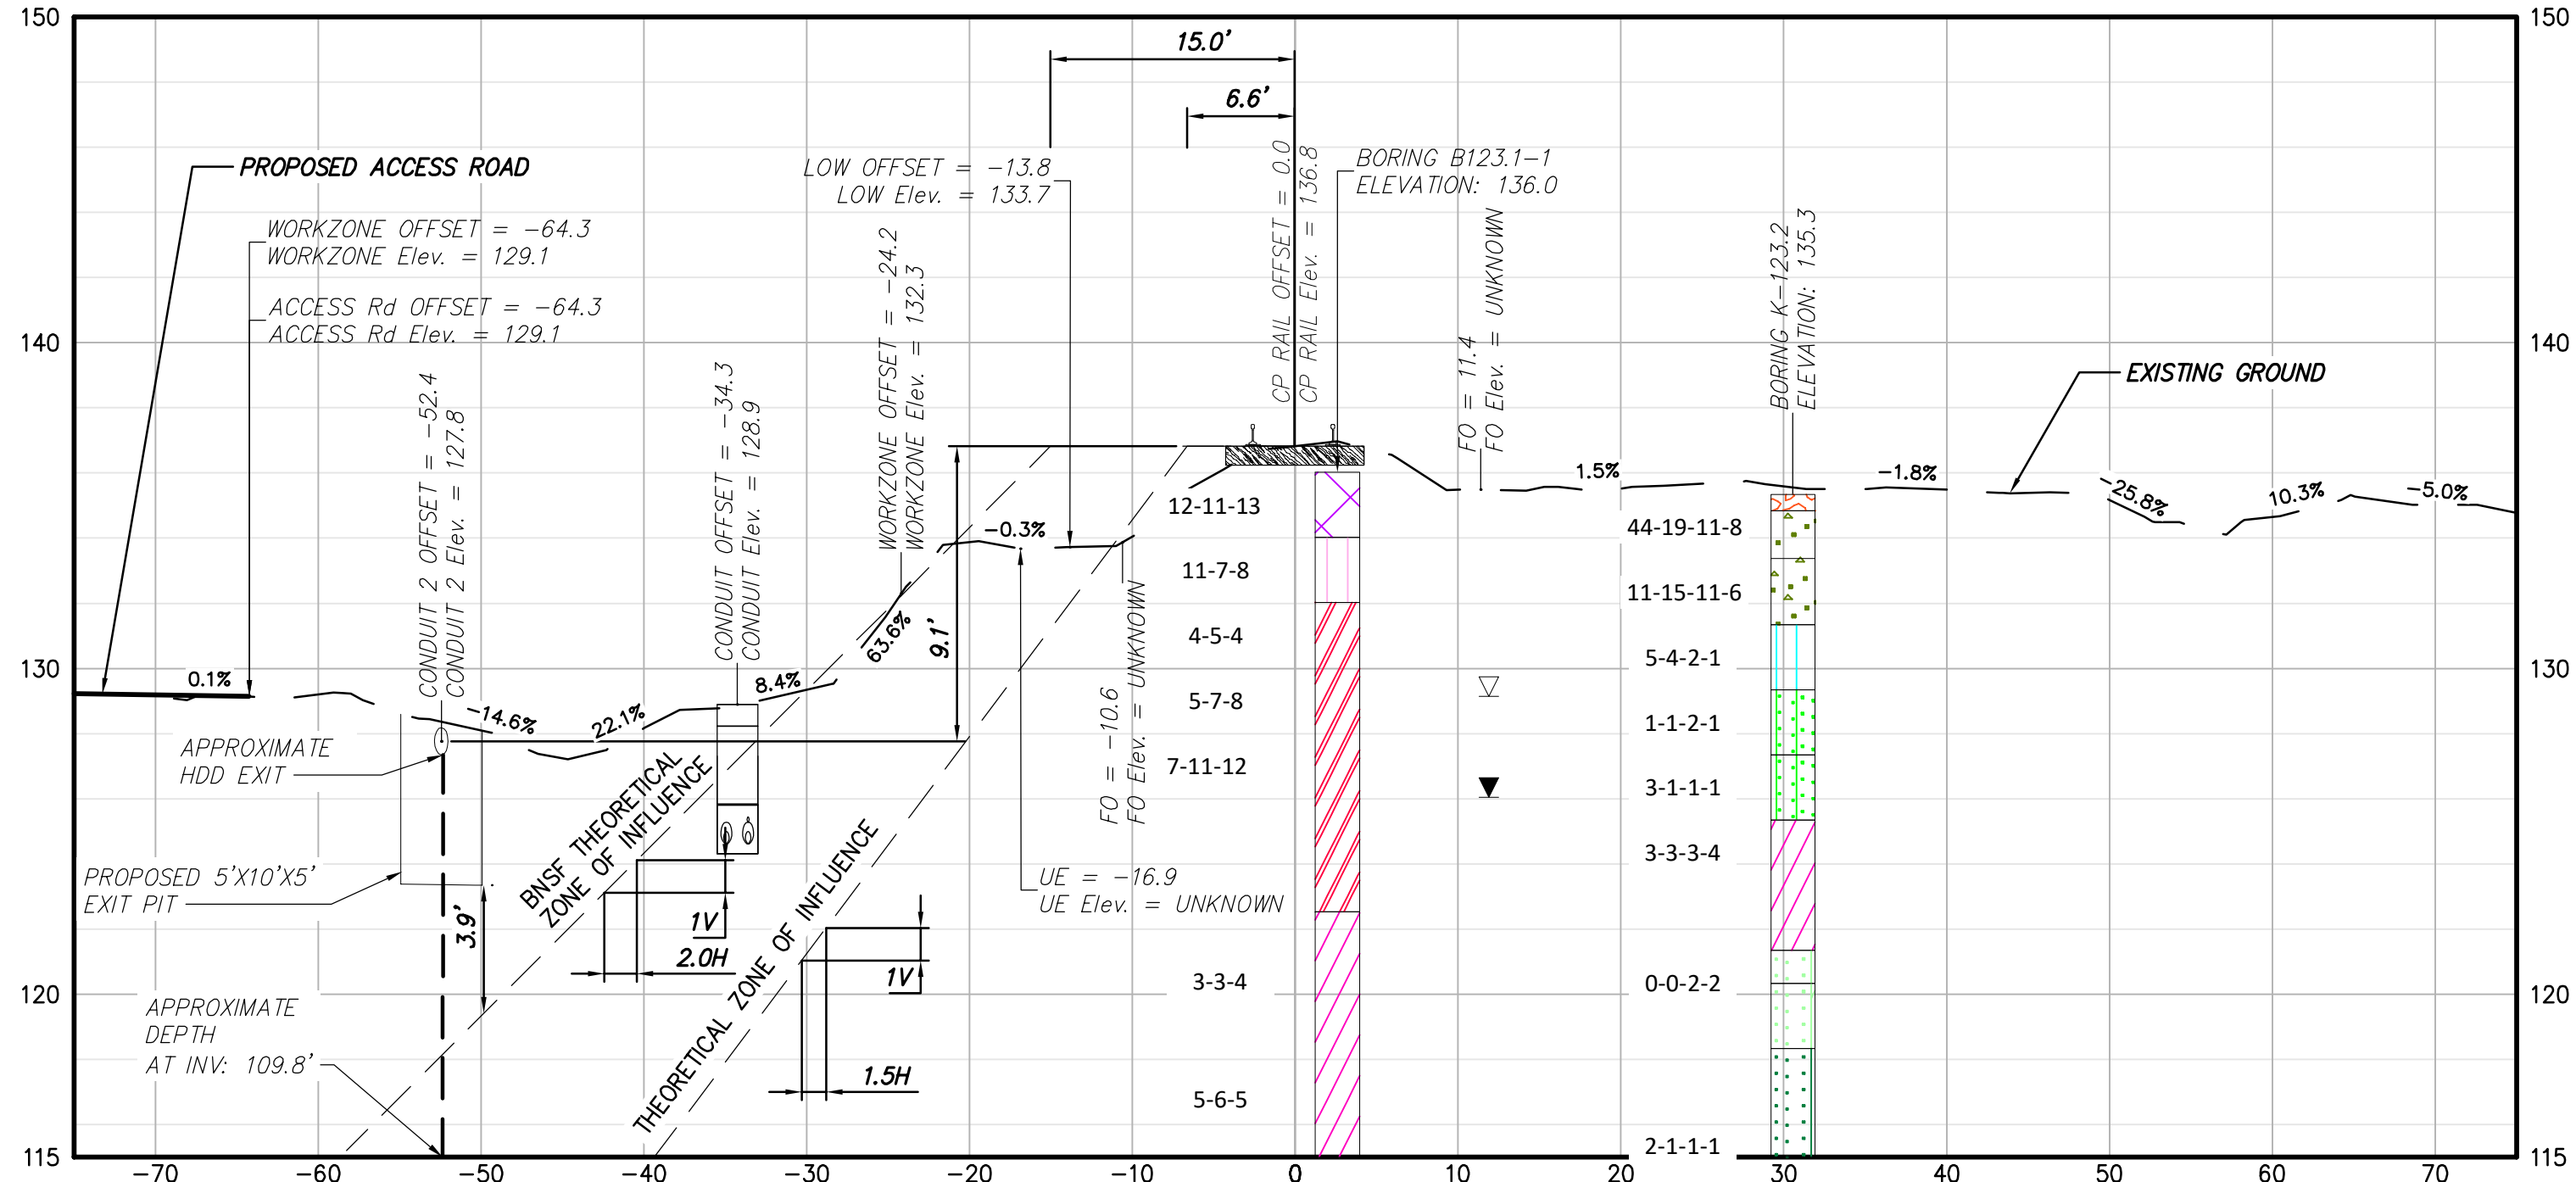 150
150
15.0'
6.6'
PROPOSED ACCESS ROAD
WORKZONE OFFSET = -64.3
WORKZONE Elev. = 129.1
ACCESS Rd OFFSET = -64.3
ACCESS Rd Elev. = 129.1
LOW OFFSET = -13.8
LOW Elev. = 133.7
BORING B123.1-1
ELEVATION: 136.0
CP RAIL OFFSET = 0.0
CP RAIL Elev. = 136.8
WORKZONE OFFSET = -24.2
WORKZONE Elev. = 132.3
FO = 11.4
FO Elev. = UNKNOWN
BORING K-123.2
ELEVATION: 135.3
140
140
EXISTING GROUND
CONDUIT 2 OFFSET = -52.4
CONDUIT 2 Elev. = 127.8
CONDUIT OFFSET = -34.3
CONDUIT Elev. = 128.9
1.5%
-1.8%
-25.8%
10.3%
-5.0%
-0.3%
12-11-13
44-19-11-8
11-7-8
11-15-11-6
63.6%
9.1'
4-5-4
5-4-2-1
130
130
0.1%
8.4%
-14.6%
22.1%
5-7-8
1-1-2-1
FO = -10.6
FO Elev. = UNKNOWN
APPROXIMATE
HDD EXIT
7-11-12
3-1-1-1
BNSF THEORETICAL
ZONE OF INFLUENCE
PROPOSED 5'X10'X5'
EXIT PIT
3.9'
UE = -16.9
UE Elev. = UNKNOWN
3-3-3-4
1V
2.0H
THEORETICAL ZONE OF INFLUENCE
1V
1.5H
3-3-4
0-0-2-2
120
120
APPROXIMATE
DEPTH
AT INV: 109.8'
5-6-5
2-1-1-1
115
115
-70
-60
-50
-40
-30
-20
-10
0
10
20
30
40
50
60
70